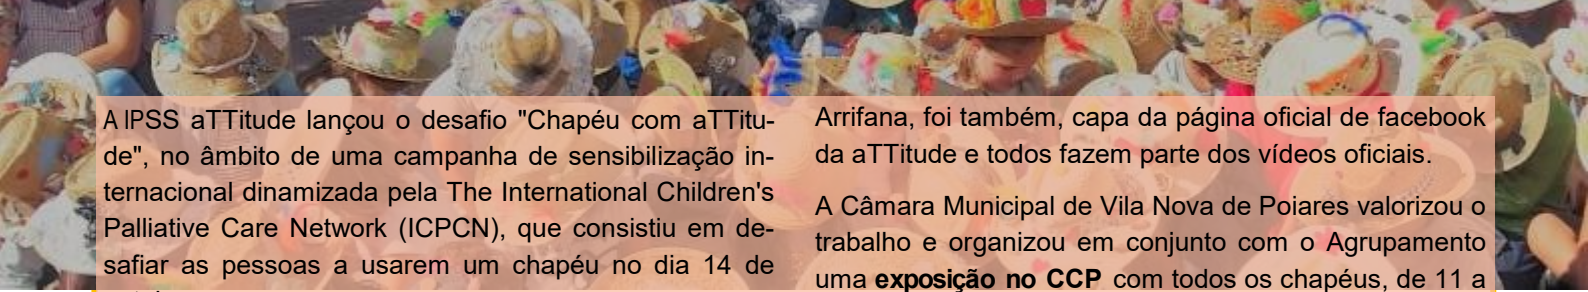 A IPSS aTTitude lançou o desafio "Chapéu com aTTitu-
de", no âmbito de uma campanha de sensibilização in-
ternacional dinamizada pela The International Children's
Palliative Care Network (ICPCN), que consistiu em de-
safiar as pessoas a usarem um chapéu no dia 14 de
Arrifana, foi também, capa da página oficial de facebook
da aTTitude e todos fazem parte dos vídeos oficiais.
A Câmara Municipal de Vila Nova de Poiares valorizou o
trabalho e organizou em conjunto com o Agrupamento
uma exposição no CCP com todos os chapéus, de 11 a